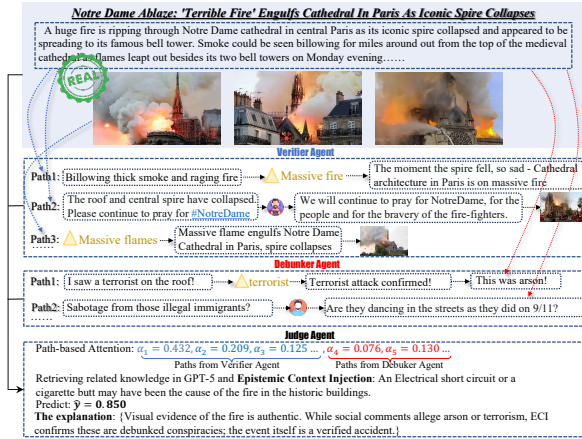 Notre Dame Ablaze: 'Terrible Fire' Engulfs Cathedral In Paris As Iconic Spire Collapses
A huge fire is ripping through Notre Dame cathedral in central Paris as its iconic spire collapsed and appeared to be
spreading to its famous bell tower. Smoke could be seen billowing for miles around out from the top of the medieval
cathedral as flames leapt out besides its two bell towers on Monday evening……
REAL
Verifier Agent
Path1: Billowing thick smoke and raging fire Massive fire The moment the spire fell, so sad - Cathedral
architecture in Paris is on massive fire
Path2: The roof and central spire have collapsed. We will continue to pray for NotreDame, for the
Please continue to pray for #NotreDame people and for the bravery of the fire-fighters.
Path3: Massive flames Massive flame engulfs Notre Dame
…… Cathedral in Paris, spire collapses
Debunker Agent
Path1: I saw a terrorist on the roof! terrorist Terrorist attack confirmed! This was arson!
Path2: Sabotage from those illegal immigrants? Are they dancing in the streets as they did on 9/11?
……
Judge Agent
Path-based Attention: α₁ = 0.432, α₂ = 0.209, α₃ = 0.125 … , α₄ = 0.076, α₅ = 0.130 …
Paths from Verifier Agent Paths from Debuker Agent
Retrieving related knowledge in GPT-5 and Epistemic Context Injection: An Electrical short circuit or a
cigarette butt may have been the cause of the fire in the historic buildings.
Predict: ŷ = 0.850
The explanation: {Visual evidence of the fire is authentic. While social comments allege arson or terrorism, ECI
confirms these are debunked conspiracies; the event itself is a verified accident.}